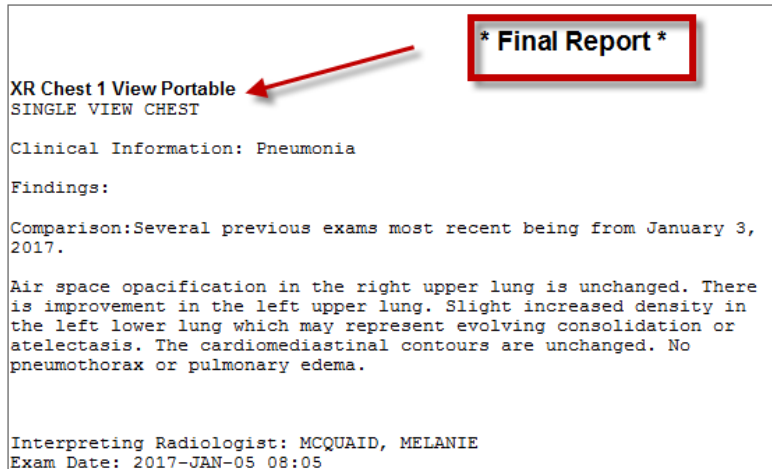 * Final Report *
XR Chest 1 View Portable
SINGLE VIEW CHEST
Clinical Information: Pneumonia
Findings:
Comparison:Several previous exams most recent being from January 3,
2017.
Air space opacification in the right upper lung is unchanged. There
is improvement in the left upper lung. Slight increased density in
the left lower lung which may represent evolving consolidation or
atelectasis. The cardiomediastinal contours are unchanged. No
pneumothorax or pulmonary edema.
Interpreting Radiologist: MCQUAID, MELANIE
Exam Date: 2017-JAN-05 08:05